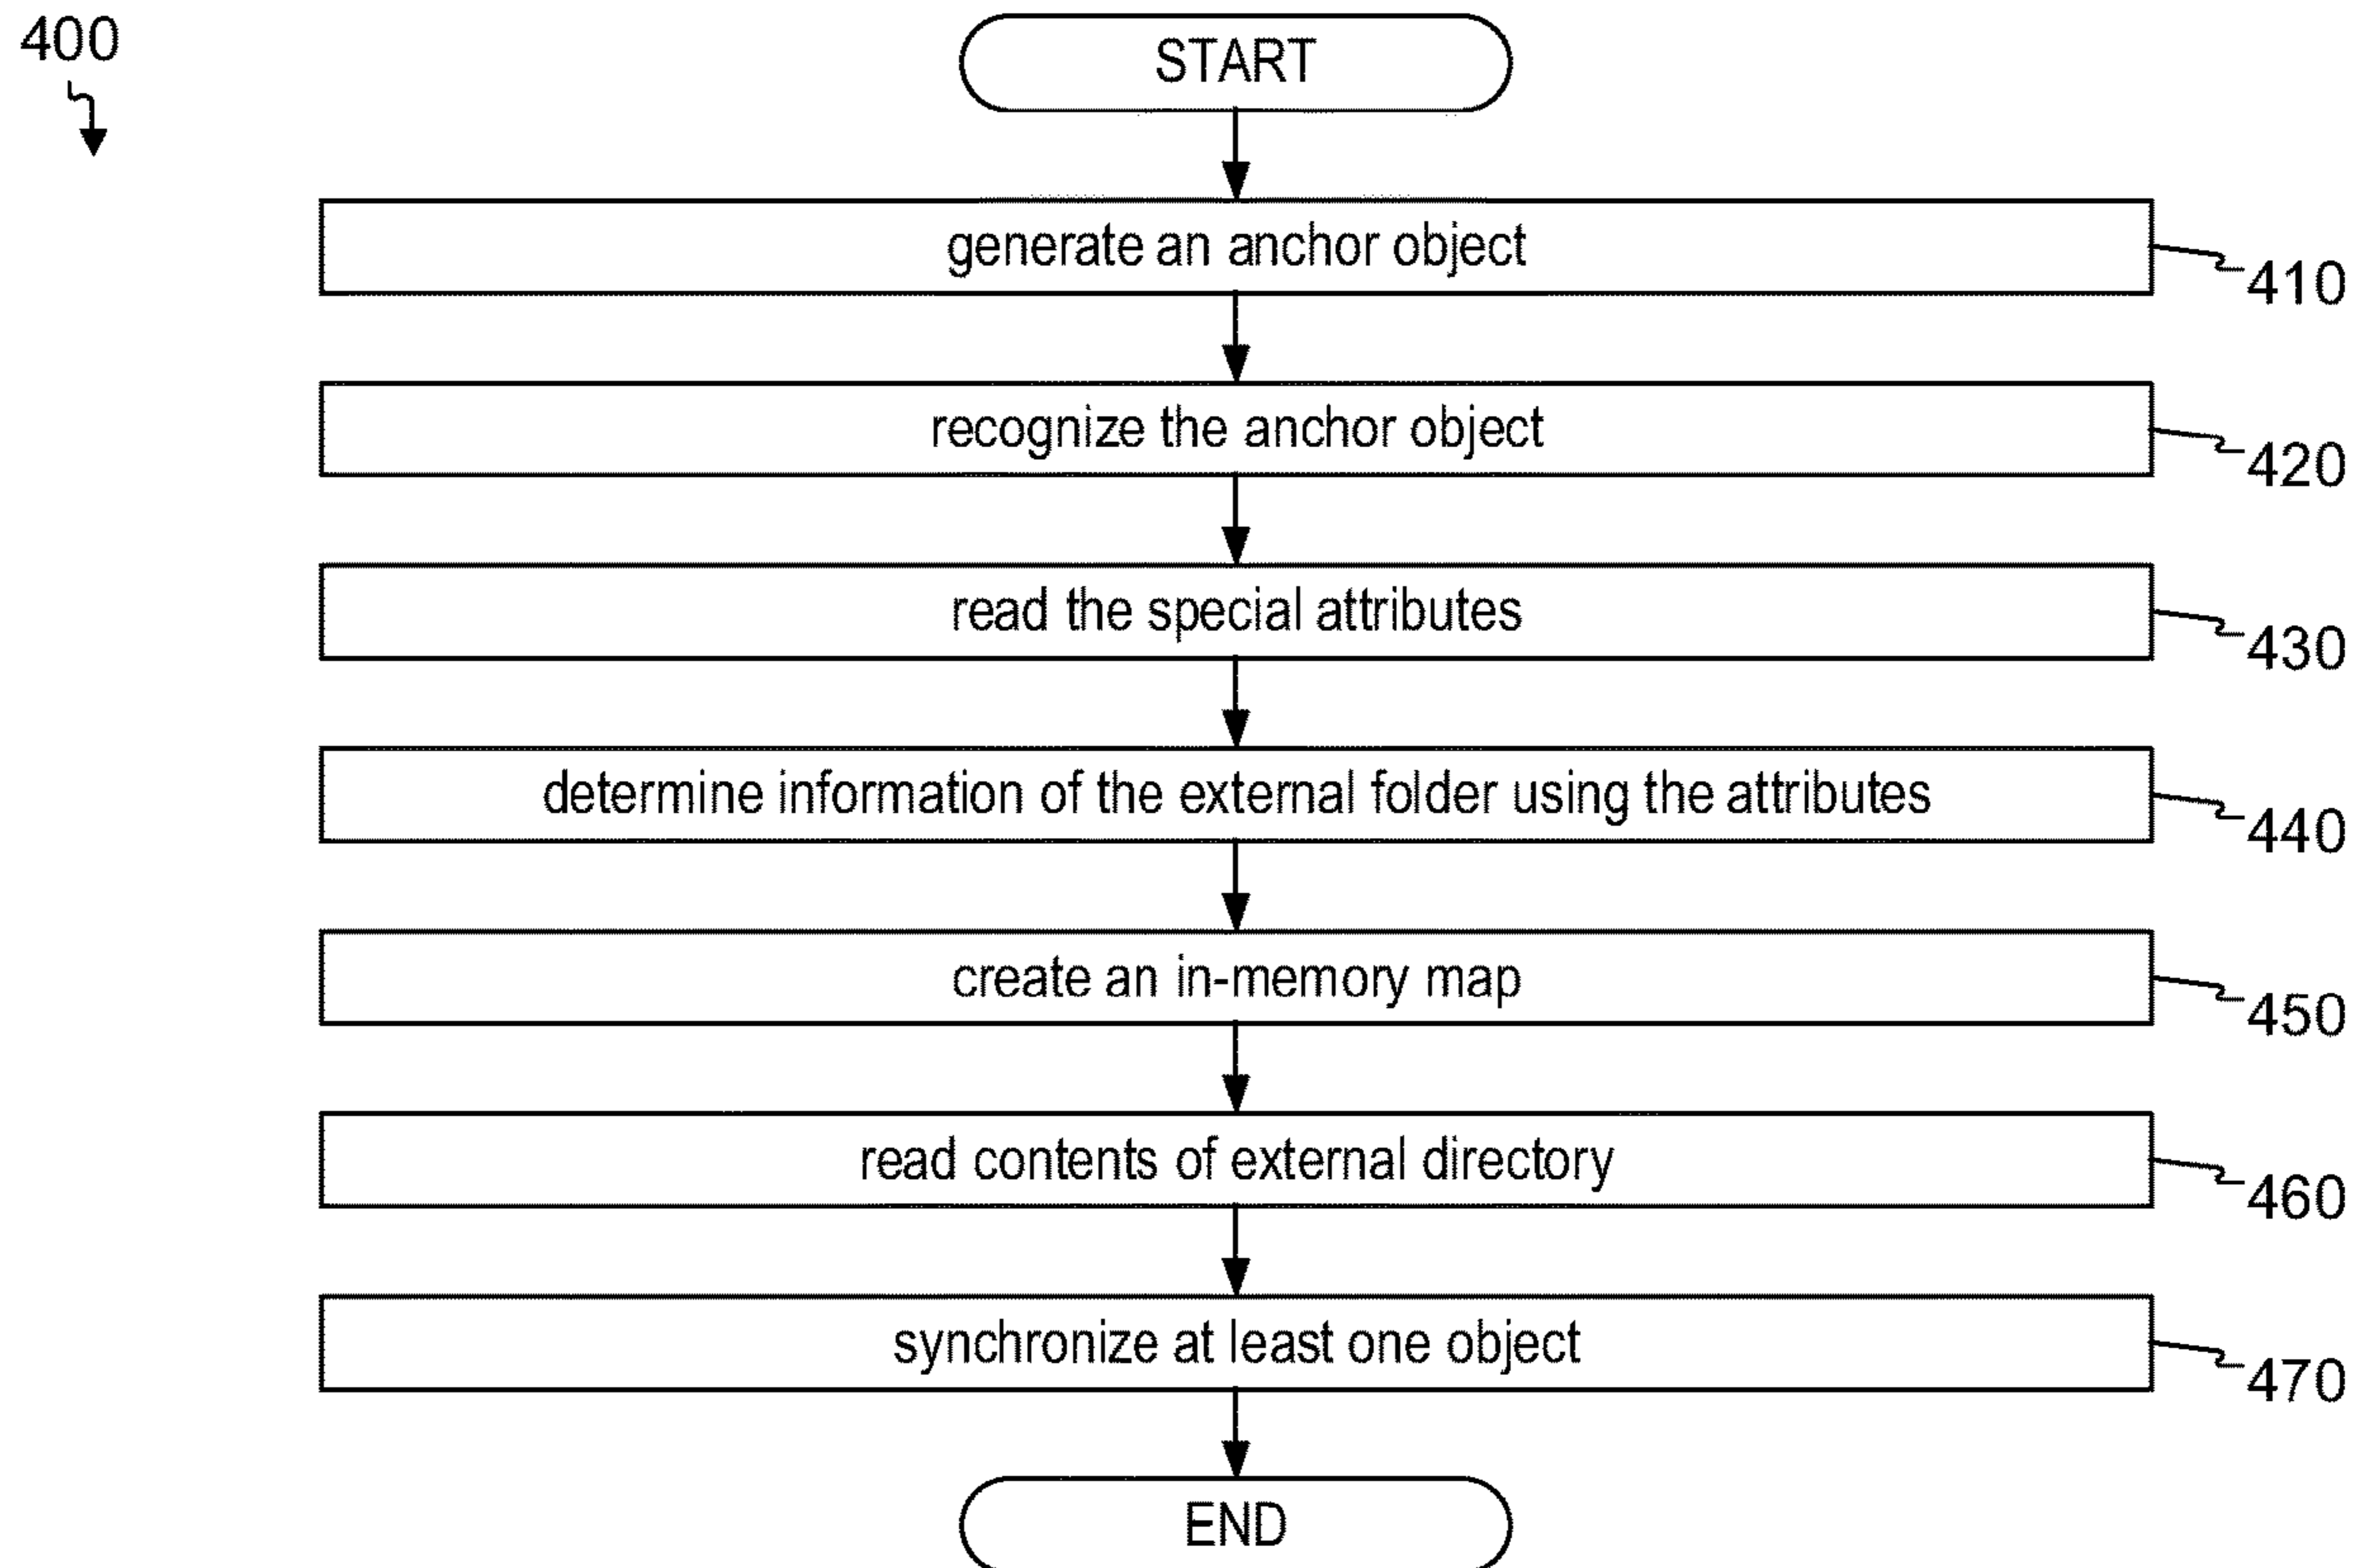 400
START
generate an anchor object
410
recognize the anchor object
420
read the special attributes
430
determine information of the external folder using the attributes
440
create an in-memory map
450
read contents of external directory
460
synchronize at least one object
470
END